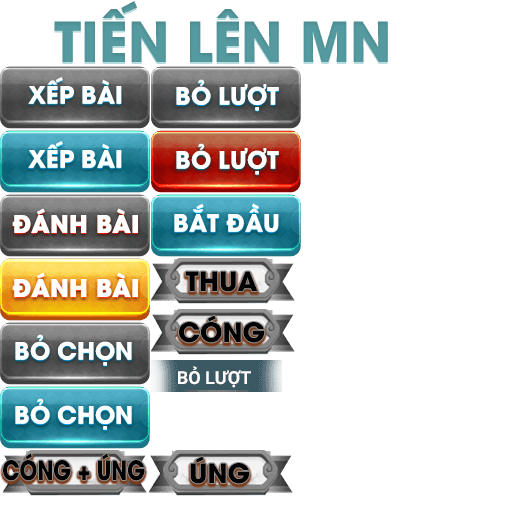 TIẾN LÊN MN
XẾP BÀI
BỎ LƯỢT
XẾP BÀI
BỎ LƯỢT
ĐÁNH BÀI
BẮT ĐẦU
ĐÁNH BÀI
THUA
CÓNG
BỎ CHỌN
BỎ LƯỢT
BỎ CHỌN
CÓNG + ÚNG
ÚNG